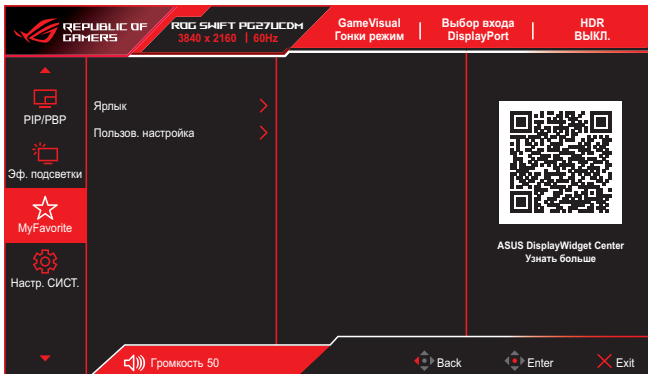 REPUBLIC OF
GAMERS
ROG SWIFT PG27UCDM
3840 x 2160 | 60Hz
GameVisual
Гонки режим
Выбор входа
DisplayPort
HDR
ВЫКЛ.
PIP/PBP
Эф. подсветки
MyFavorite
Настр. СИСТ.
Ярлык
Пользов. настройка
ASUS DisplayWidget Center
Узнать больше
Громкость 50
Back
Enter
Exit